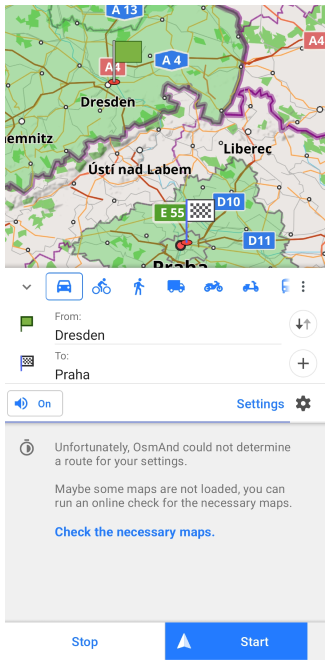 A 13
A4
A 4
A4
Dresden
emnitz
Liberec
Ústí nad Labem
D10
E 55
D11
Praha
From:
Dresden
To:
Praha
On
Settings
Unfortunately, OsmAnd could not determine
a route for your settings.
Maybe some maps are not loaded, you can
run an online check for the necessary maps.
Check the necessary maps.
Stop
Start